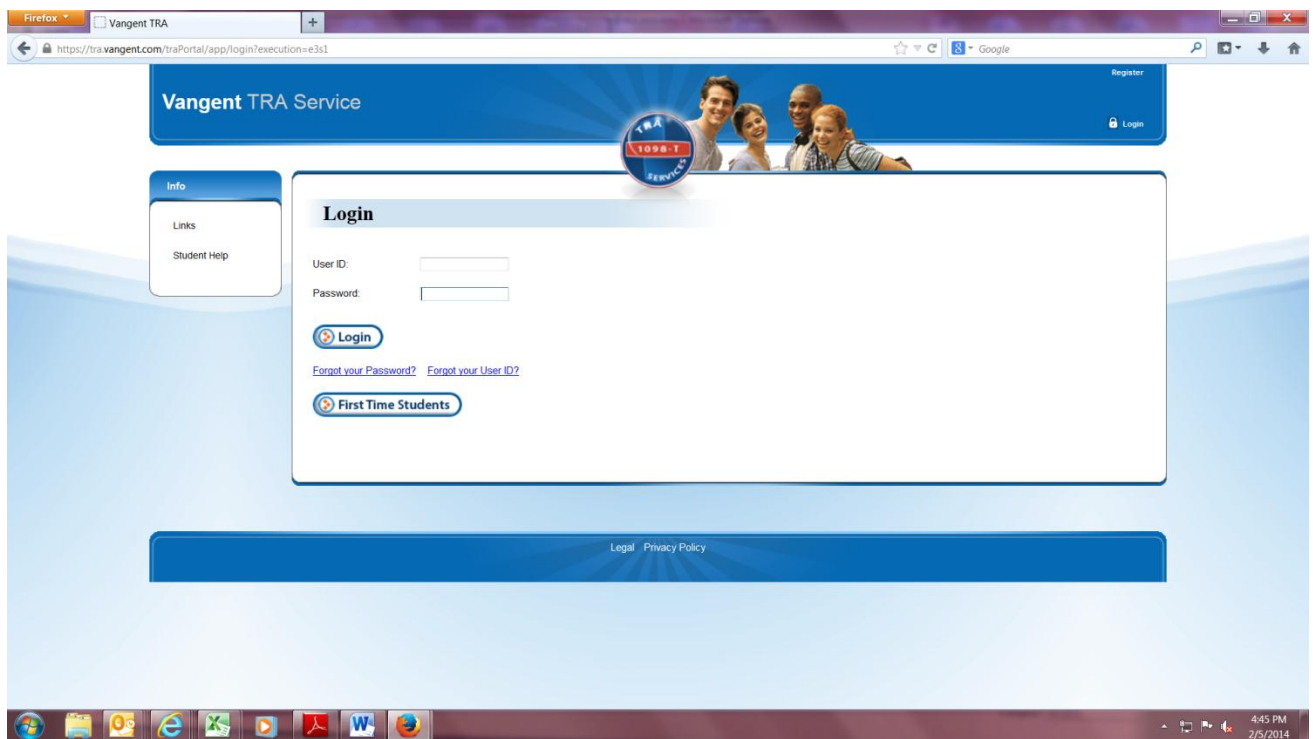 Firefox
Vangent TRA
https://tra.vangent.com/traPortal/app/login?execution=e3s1
8 Google
Register
Vangent TRA Service
Login
TRA
1098-T
SERVICES
Info
Links
Student Help
Login
User ID:
Password:
Login
Forgot your Password? Forgot your User ID?
First Time Students
Legal Privacy Policy
4:45 PM
2/5/2014